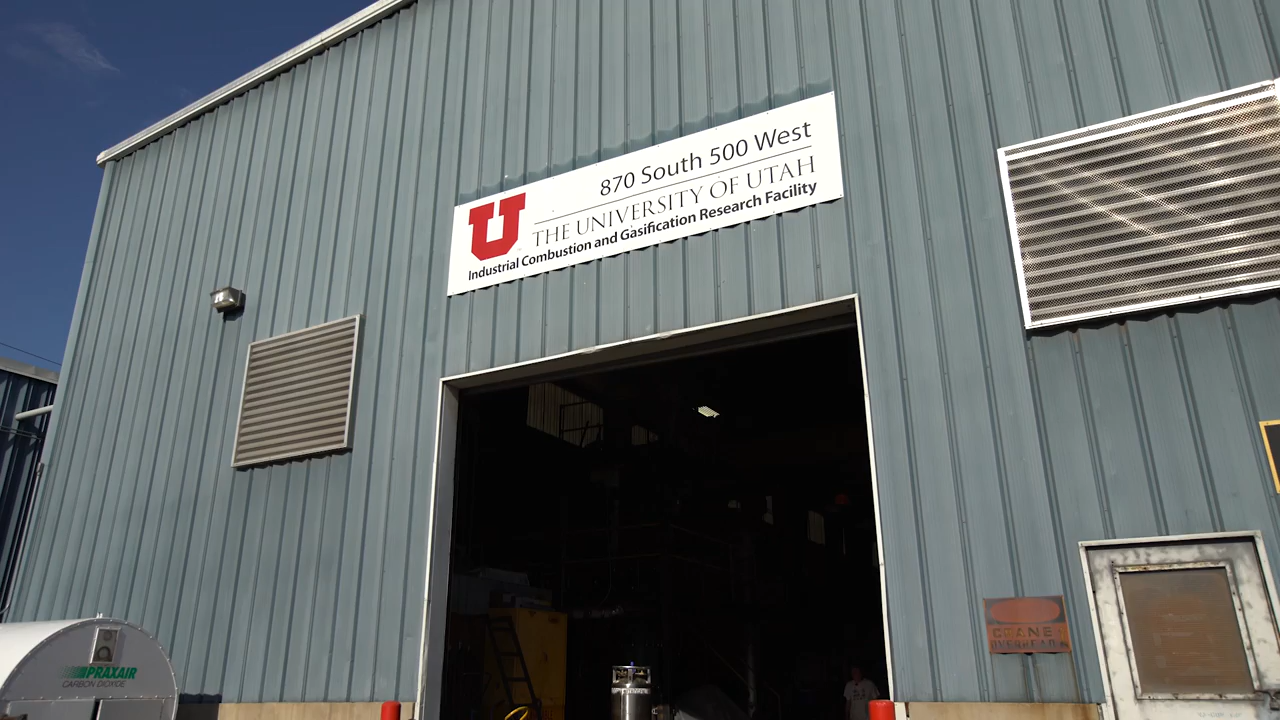 870 South 500 West
U THE UNIVERSITY OF UTAH
Industrial Combustion and Gasification Research Facility
PRAXAIR
CARBON DIOXIDE
CRANE
OVERHEAD